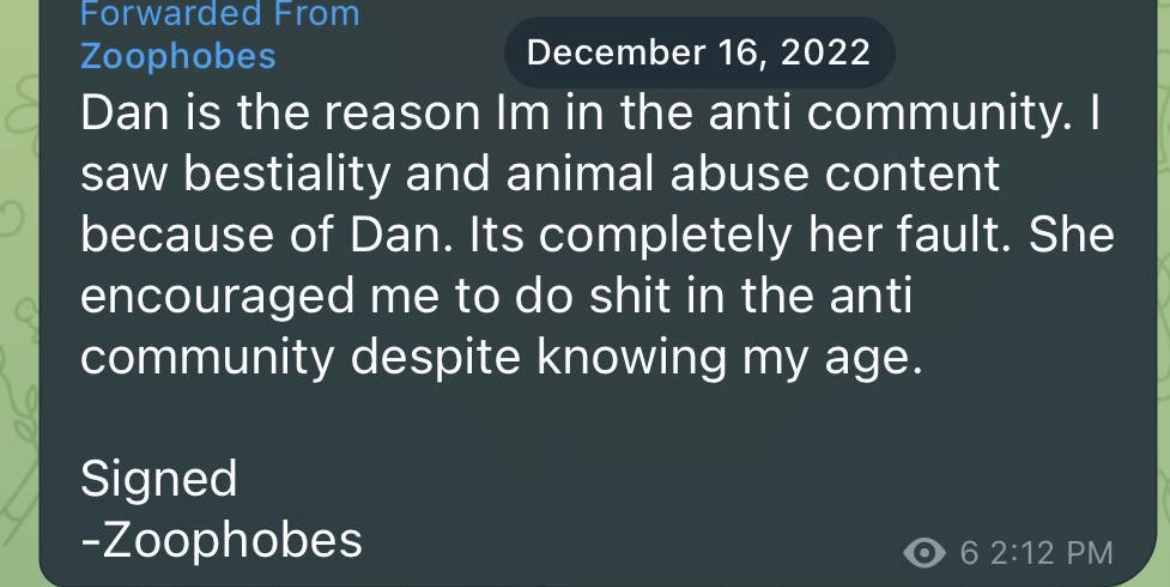 Forwarded From
Zoophobes
December 16, 2022
Dan is the reason Im in the anti community. I
saw bestiality and animal abuse content
because of Dan. Its completely her fault. She
encouraged me to do shit in the anti
community despite knowing my age.
Signed
-Zoophobes
6 2:12 PM